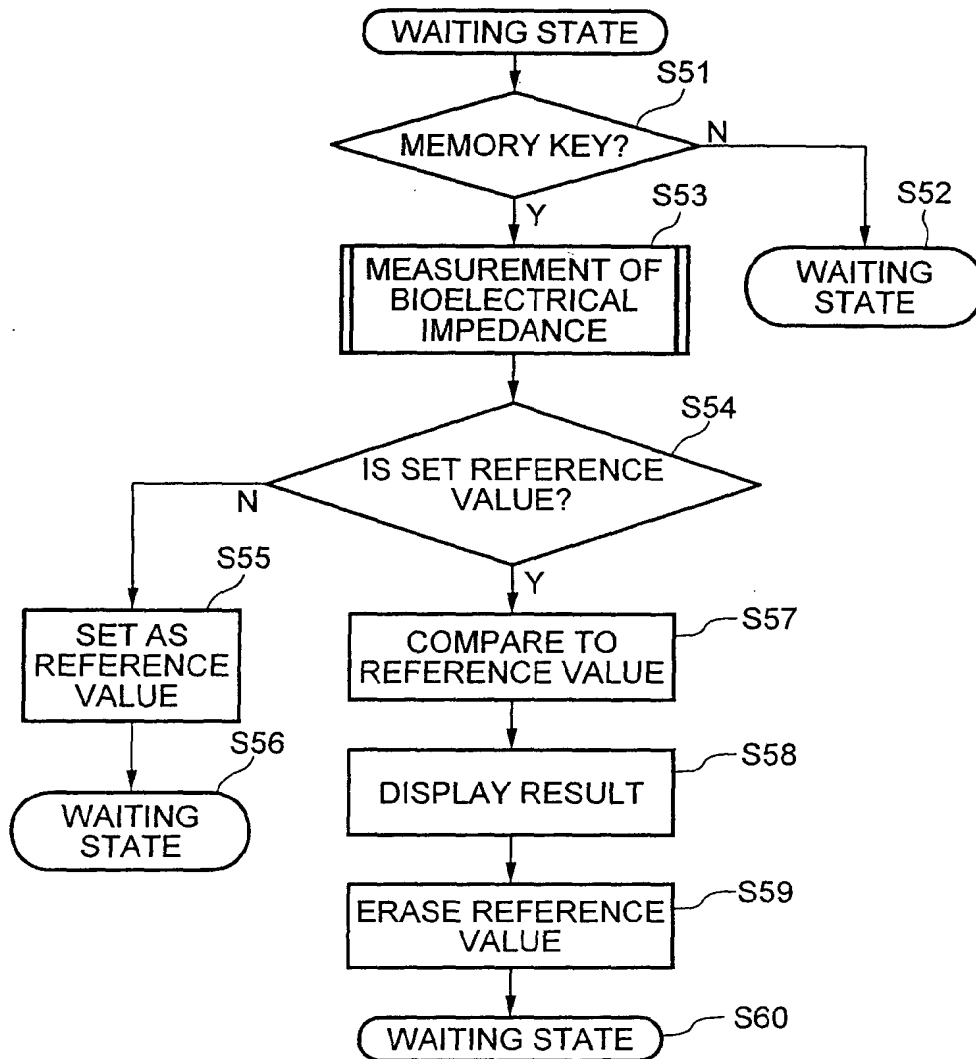 WAITING STATE
S51
MEMORY KEY?
N
Y
S53
S52
MEASUREMENT OF
BIOELECTRICAL
IMPEDANCE
WAITING
STATE
S54
IS SET REFERENCE
VALUE?
N
Y
S55
SET AS
REFERENCE
VALUE
S57
COMPARE TO
REFERENCE VALUE
S56
WAITING
STATE
S58
DISPLAY RESULT
S59
ERASE REFERENCE
VALUE
S60
WAITING STATE